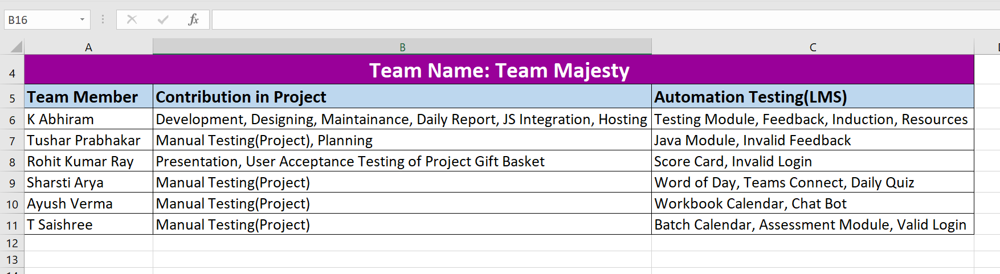 B16 fx
A B C
4 Team Name: Team Majesty
5 Team Member Contribution in Project Automation Testing(LMS)
6 K Abhiram Development, Designing, Maintainance, Daily Report, JS Integration, Hosting Testing Module, Feedback, Induction, Resources
7 Tushar Prabhakar Manual Testing(Project), Planning Java Module, Invalid Feedback
8 Rohit Kumar Ray Presentation, User Acceptance Testing of Project Gift Basket Score Card, Invalid Login
9 Sharsti Arya Manual Testing(Project) Word of Day, Teams Connect, Daily Quiz
10 Ayush Verma Manual Testing(Project) Workbook Calendar, Chat Bot
11 T Saishree Manual Testing(Project) Batch Calendar, Assessment Module, Valid Login
12
13